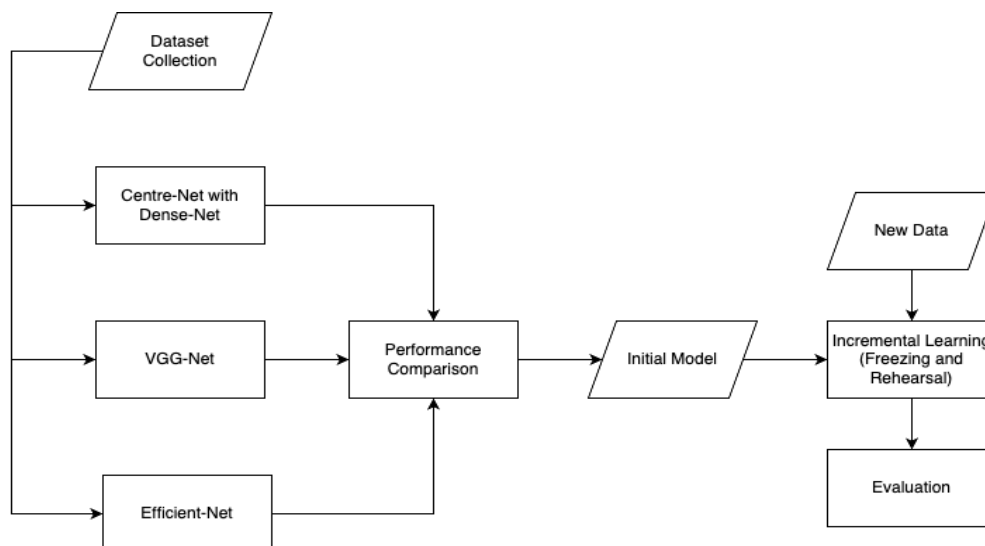 Dataset
Collection
Centre-Net with
Dense-Net
New Data
VGG-Net
Performance
Comparison
Initial Model
Incremental Learning
(Freezing and
Rehearsal)
Efficient-Net
Evaluation